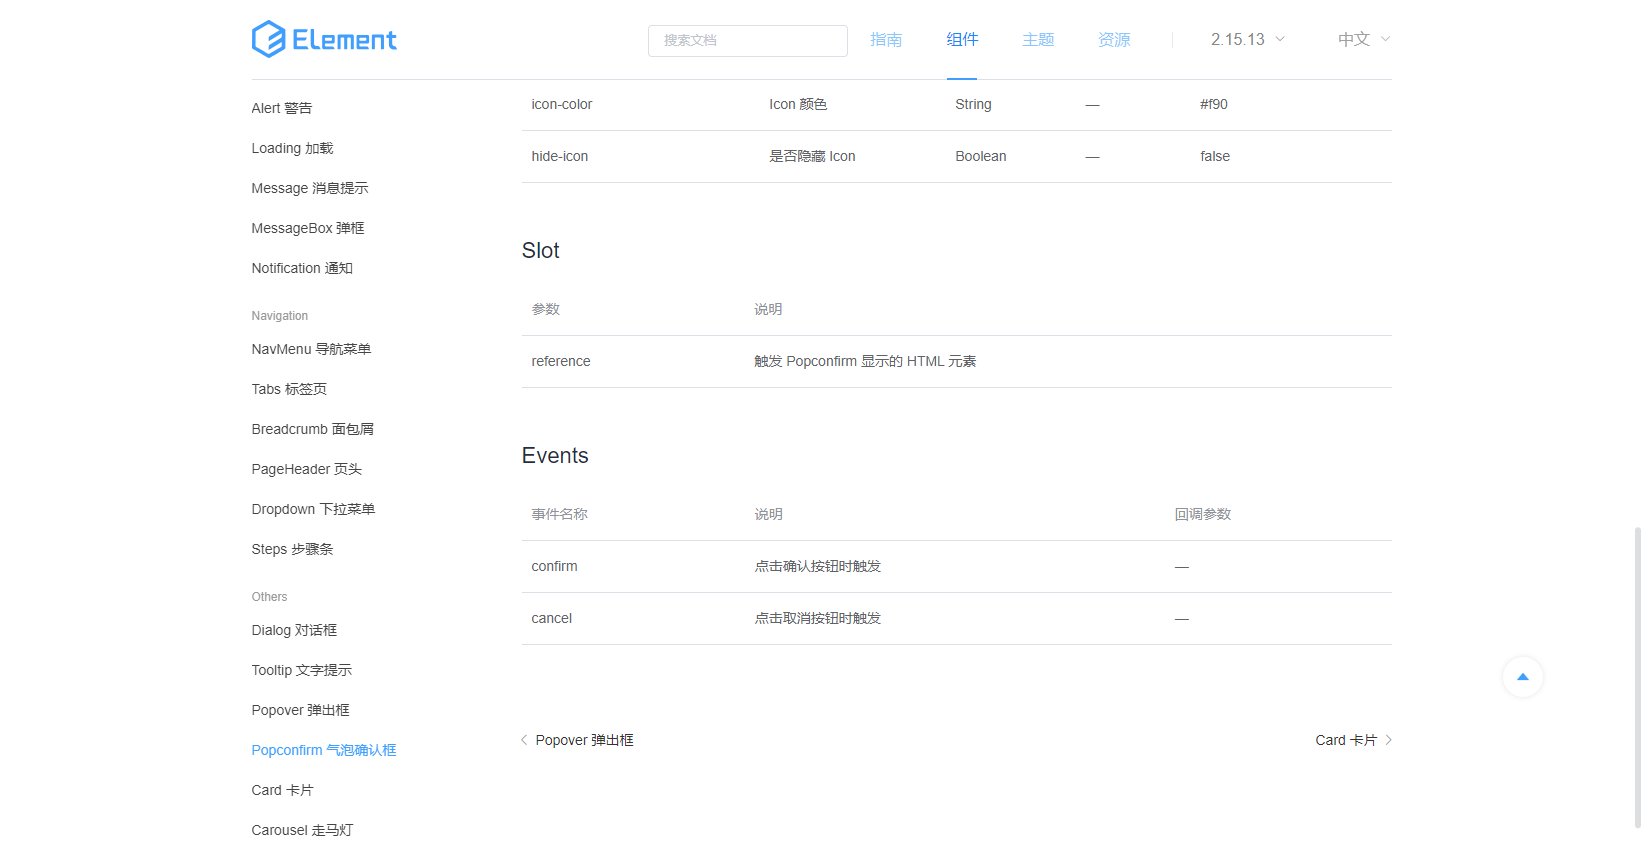 Element
搜索文档
指南 组件 主题 资源 2.15.13 中文
Alert 警告
Loading 加载
Message 消息提示
MessageBox 弹框
Notification 通知
Navigation
NavMenu 导航菜单
Tabs 标签页
Breadcrumb 面包屑
PageHeader 页头
Dropdown 下拉菜单
Steps 步骤条
Others
Dialog 对话框
Tooltip 文字提示
Popover 弹出框
Popconfirm 气泡确认框
Card 卡片
Carousel 走马灯
icon-color Icon 颜色 String — #f90
hide-icon 是否隐藏 Icon Boolean — false
Slot
参数 说明
reference 触发 Popconfirm 显示的 HTML 元素
Events
事件名称 说明 回调参数
confirm 点击确认按钮时触发 —
cancel 点击取消按钮时触发 —
Popover 弹出框 Card 卡片